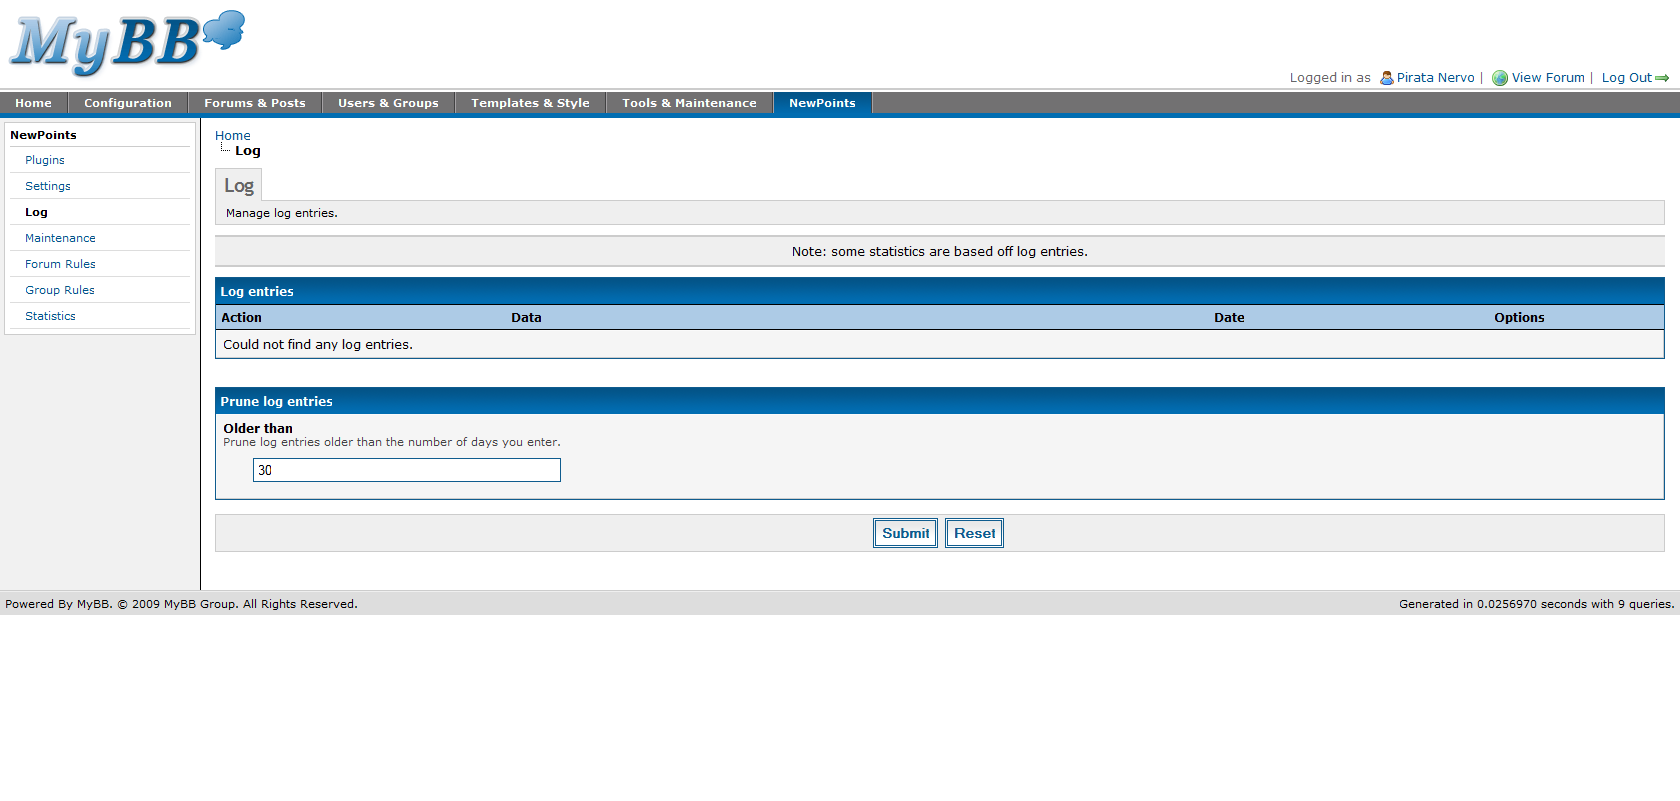 MyBB
Logged in as Pirata Nervo | View Forum | Log Out
Home Configuration Forums & Posts Users & Groups Templates & Style Tools & Maintenance NewPoints
NewPoints
Plugins
Settings
Log
Maintenance
Forum Rules
Group Rules
Statistics
Home
Log
Log
Manage log entries.
Note: some statistics are based off log entries.
Log entries
Action Data Date Options
Could not find any log entries.
Prune log entries
Older than
Prune log entries older than the number of days you enter.
30
Submit Reset
Powered By MyBB. © 2009 MyBB Group. All Rights Reserved. Generated in 0.0256970 seconds with 9 queries.